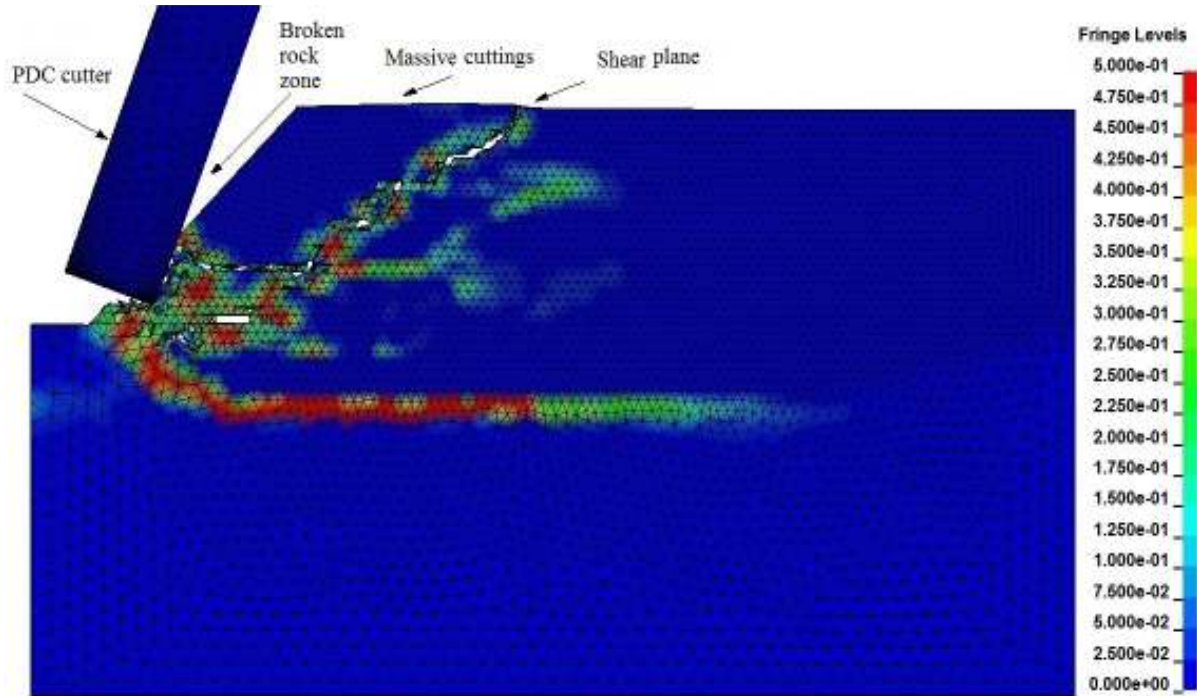 Broken
rock
zone
PDC cutter
Massive cuttings
Shear plane
Fringe Levels
5.000e-01
4.750e-01
4.500e-01
4.250e-01
4.000e-01
3.750e-01
3.500e-01
3.250e-01
3.000e-01
2.750e-01
2.500e-01
2.250e-01
2.000e-01
1.750e-01
1.500e-01
1.250e-01
1.000e-01
7.500e-02
5.000e-02
2.500e-02
0.000e+00